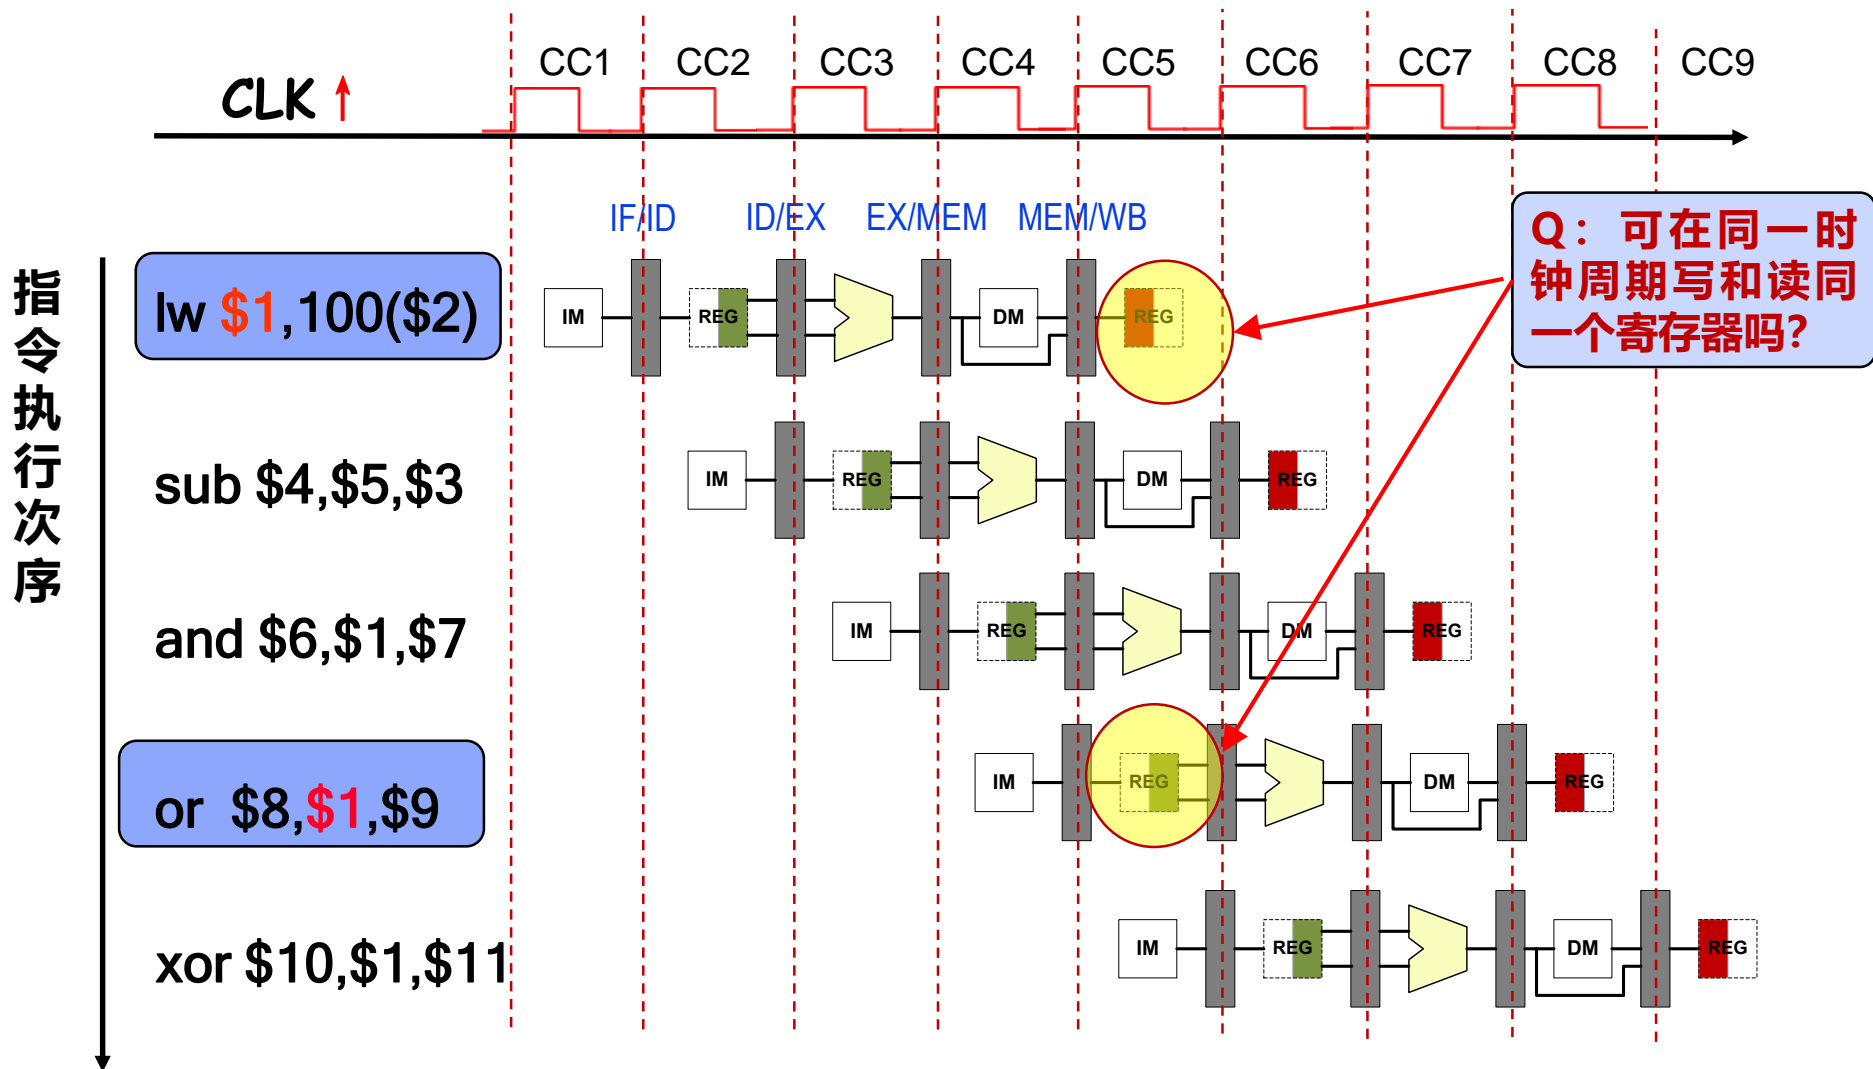 CC1 CC2 CC3 CC4 CC5 CC6 CC7 CC8 CC9
CLK
IF/ID ID/EX EX/MEM MEM/WB
Q：可在同一时
钟周期写和读同
一个寄存器吗？
指令执行次序
lw $1,100($2)
IM REG DM REG
sub $4,$5,$3
IM REG DM REG
and $6,$1,$7
IM REG DM REG
or $8,$1,$9
IM REG DM REG
xor $10,$1,$11
IM REG DM REG